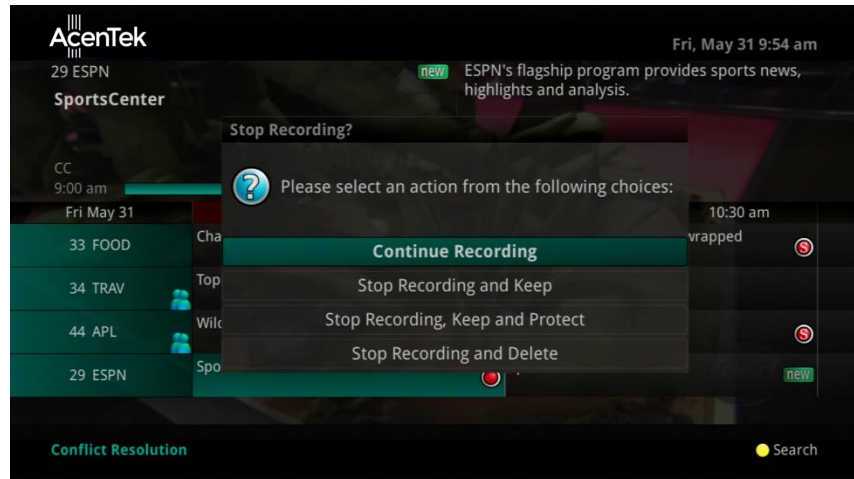 AcenTek
Fri, May 31 9:54 am
29 ESPN
new
ESPN's flagship program provides sports news,
SportsCenter
highlights and analysis.
Stop Recording?
CC
Please select an action from the following choices:
9:00 am
Fri May 31
10:30 am
33 FOOD
Cha
wrapped
S
Continue Recording
34 TRAV
Top
Stop Recording and Keep
44 APL
Wild
S
Stop Recording, Keep and Protect
Stop Recording and Delete
29 ESPN
Spo
new
Conflict Resolution
Search